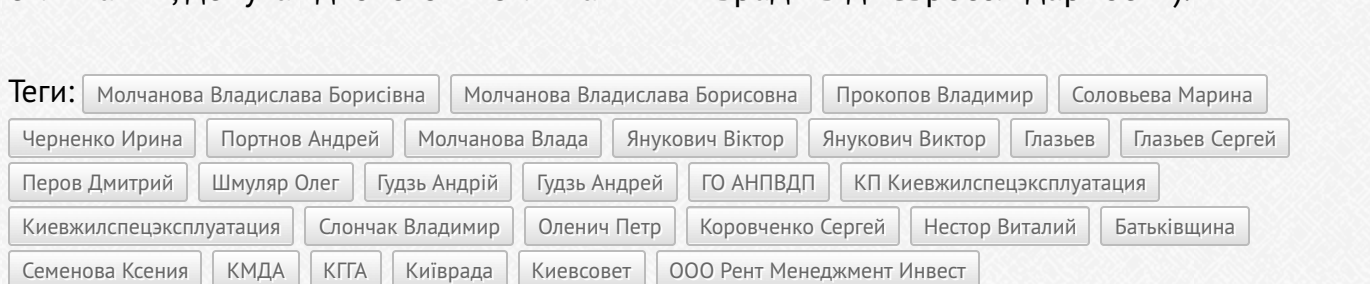 Теги: Молчанова Владислава Борисівна Молчанова Владислава Борисовна Прокопов Владимир Соловьева Марина
Черненко Ирина Портнов Андрей Молчанова Влада Янукович Віктор Янукович Виктор Глазьев Глазьев Сергей
Перов Дмитрий Шмуляр Олег Гудзь Андрій Гудзь Андрей ГО АНПВДП КП Киевжилспецэксплуатация
Киевжилспецэксплуатация Слончак Владимир Оленич Петр Коровченко Сергей Нестор Виталий Батьківщина
Семенова Ксения КМДА КГГА Київрада Киевсовет ООО Рент Менеджмент Инвест